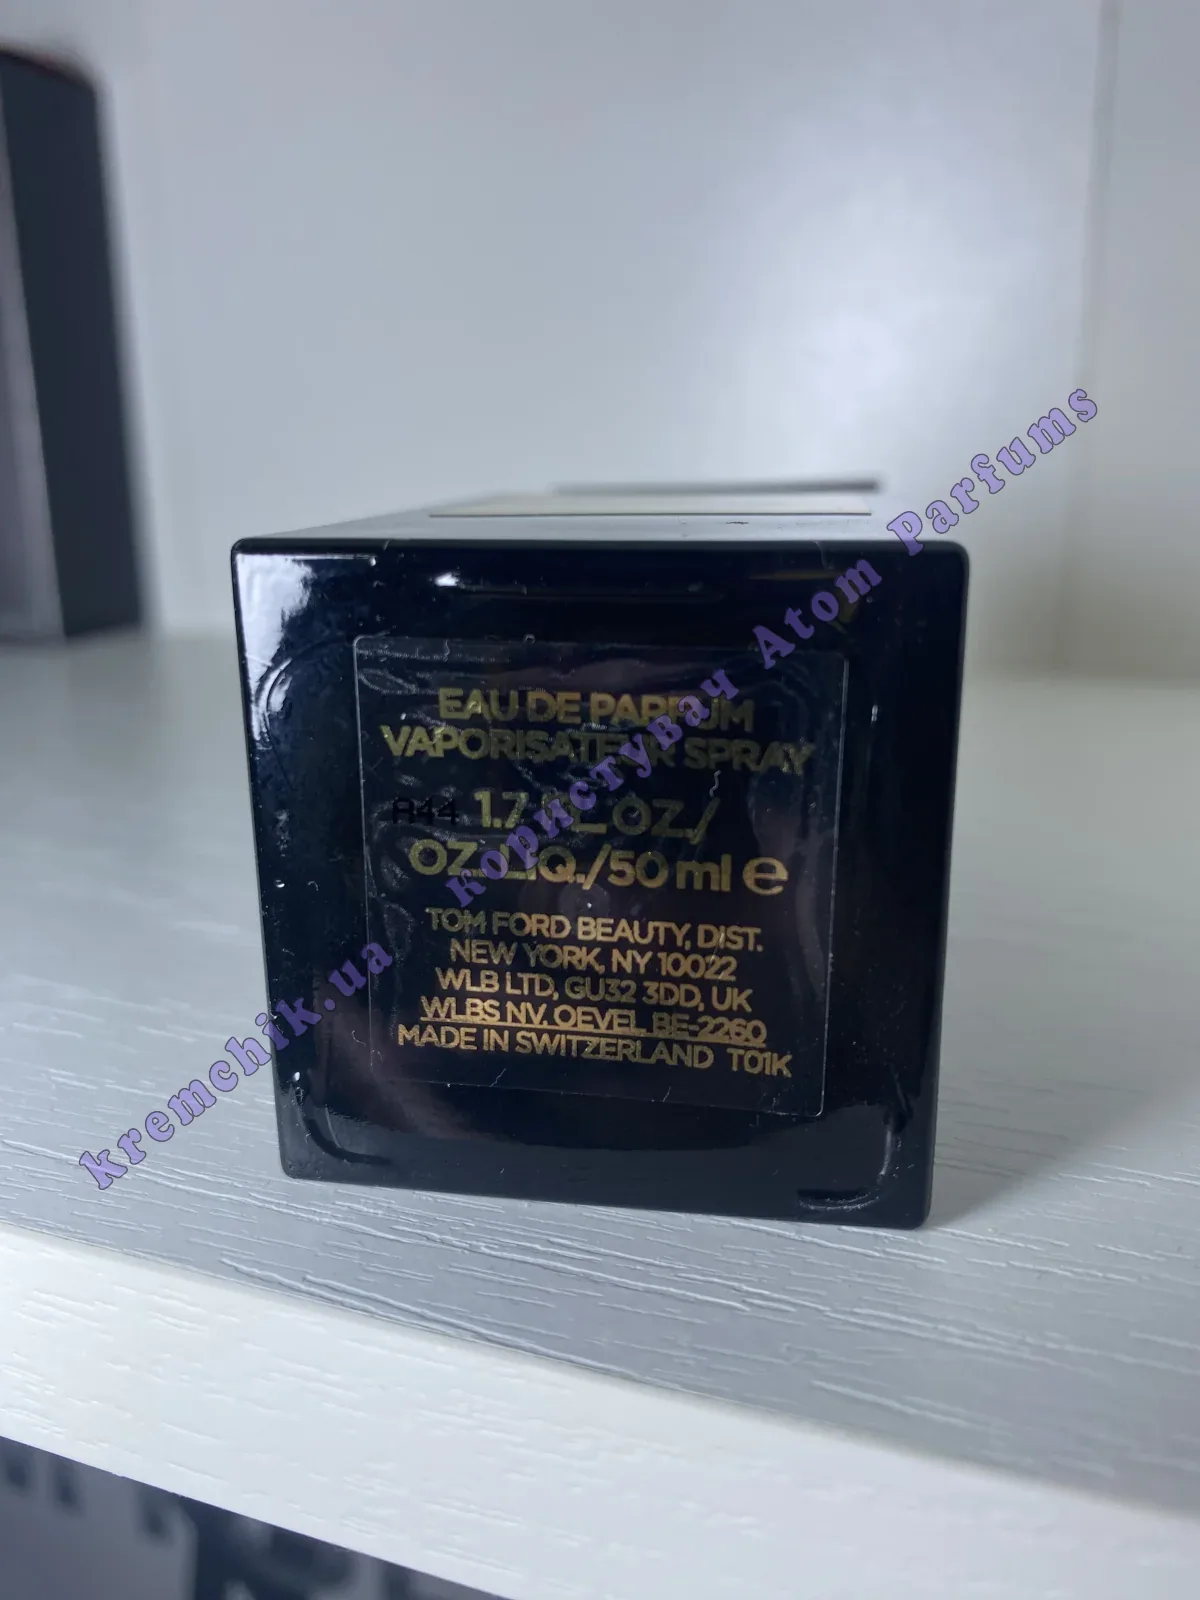 EAU DE PARFUM
VAPORISATEUR SPRAY
A44 1.7 FL. OZ./
OZ. LIQ./50 ml e
TOM FORD BEAUTY, DIST.
NEW YORK, NY 10022
WLB LTD, GU32 3DD, UK
WLBS NV. OEVEL BE-2260
MADE IN SWITZERLAND T01K
kremchik.ua користувач Atom Parfums